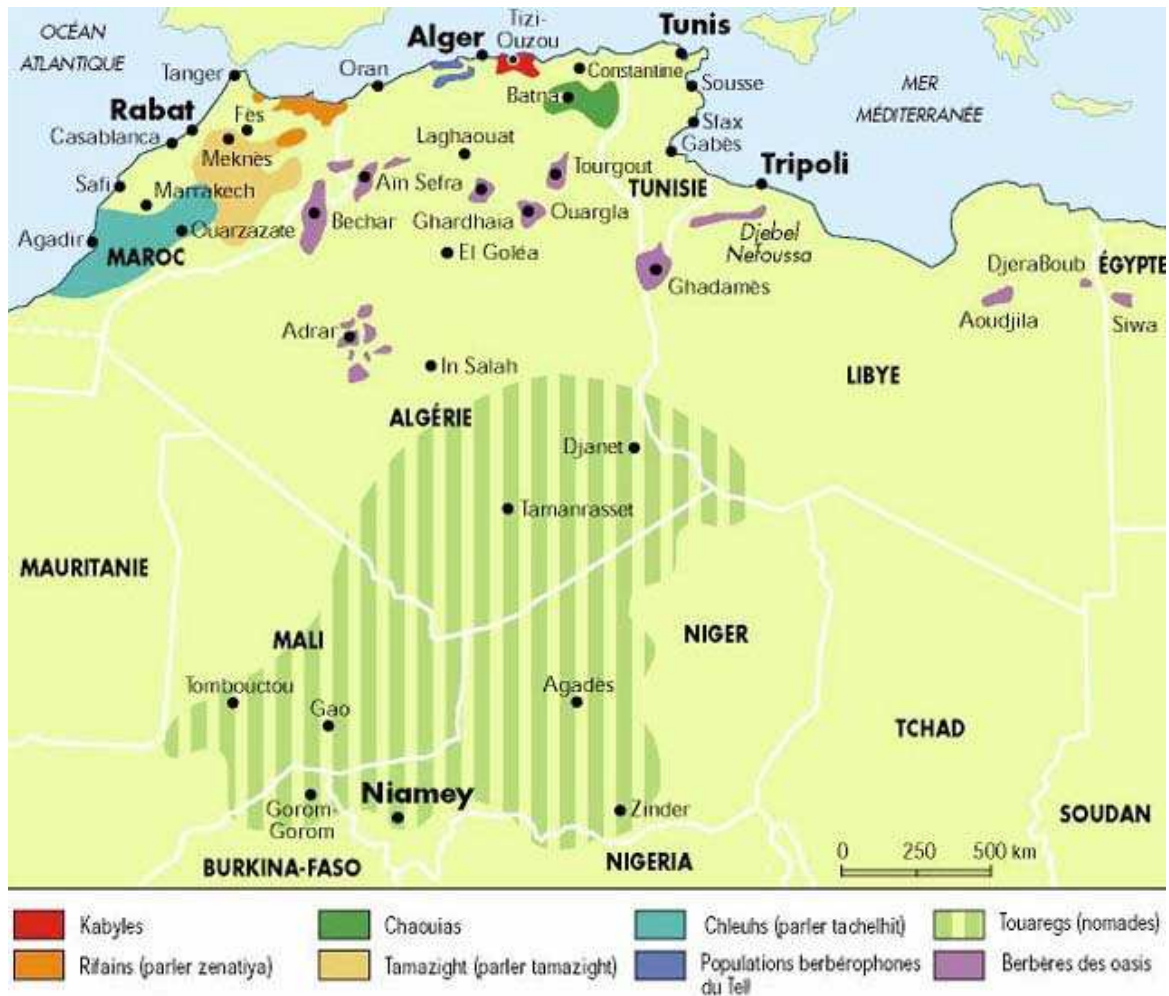 OCÉAN
ATLANTIQUE
Tanger
Rabat
Casablanca
Fès
Meknès
Safi
Marrakech
Agadir
Ouarzazate
MAROC
Oran
Alger
Tizi-
Ouzou
Constantine
Batna
Tunis
Sousse
Sfax
Gabès
MER
MÉDITERRANÉE
Laghaouat
Aïn Sefra
Tourgout
TUNISIE
Tripoli
Bechar
Ghardhaia
Ouargla
El Goléa
Djebel
Nefoussa
Ghadamès
DjeraBoub
ÉGYPTE
Aoudjila
Siwa
Adrar
In Salah
LIBYE
ALGÉRIE
Djanet
Tamanrasset
MAURITANIE
MALI
NIGER
Tombouctou
Gao
Agadès
TCHAD
Gorom-
Gorom
Niamey
Zinder
SOUDAN
BURKINA-FASO
NIGERIA
0 250 500 km
Kabyles
Chaouias
Chleuhs (parler tachelhit)
Touaregs (nomades)
Rifains (parler zenatiya)
Tamazight (parler tamazight)
Populations berbérophones
du Tell
Berbères des oasis